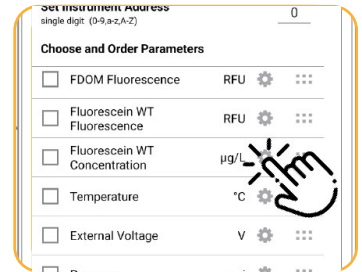 Set Instrument Address
0
single digit (0-9,a-z,A-Z)
Choose and Order Parameters
FDOM Fluorescence RFU
Fluorescein WT
Fluorescence RFU
Fluorescein WT
Concentration µg/L
Temperature °C
External Voltage V